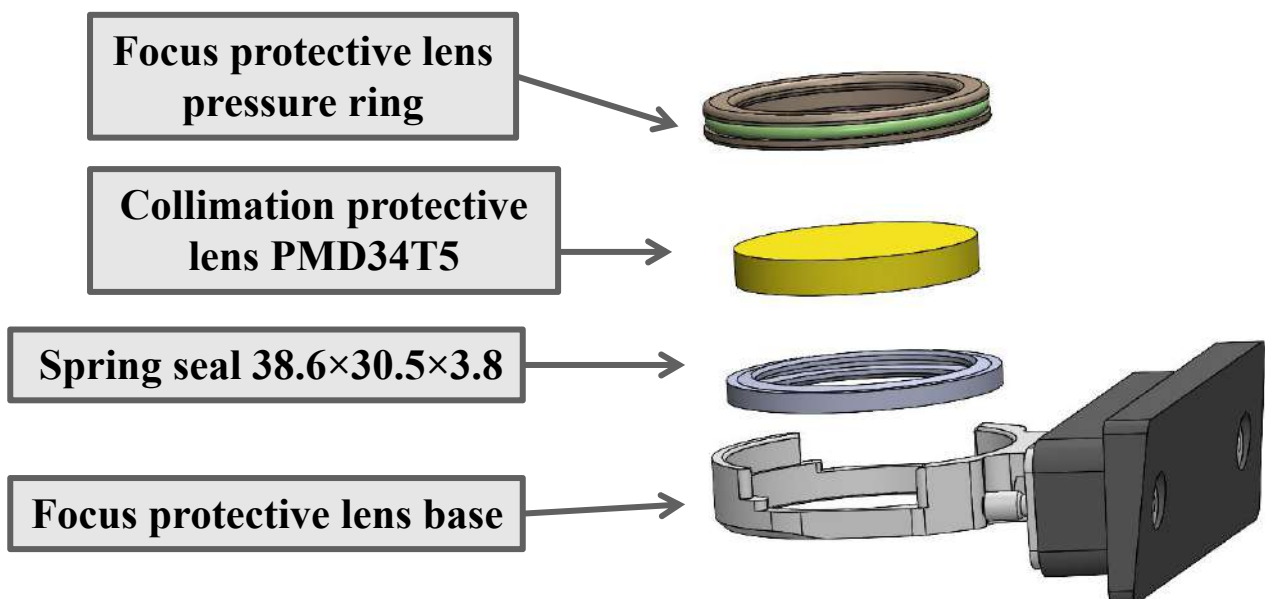 Focus protective lens
pressure ring
Collimation protective
lens PMD34T5
Spring seal 38.6×30.5×3.8
Focus protective lens base